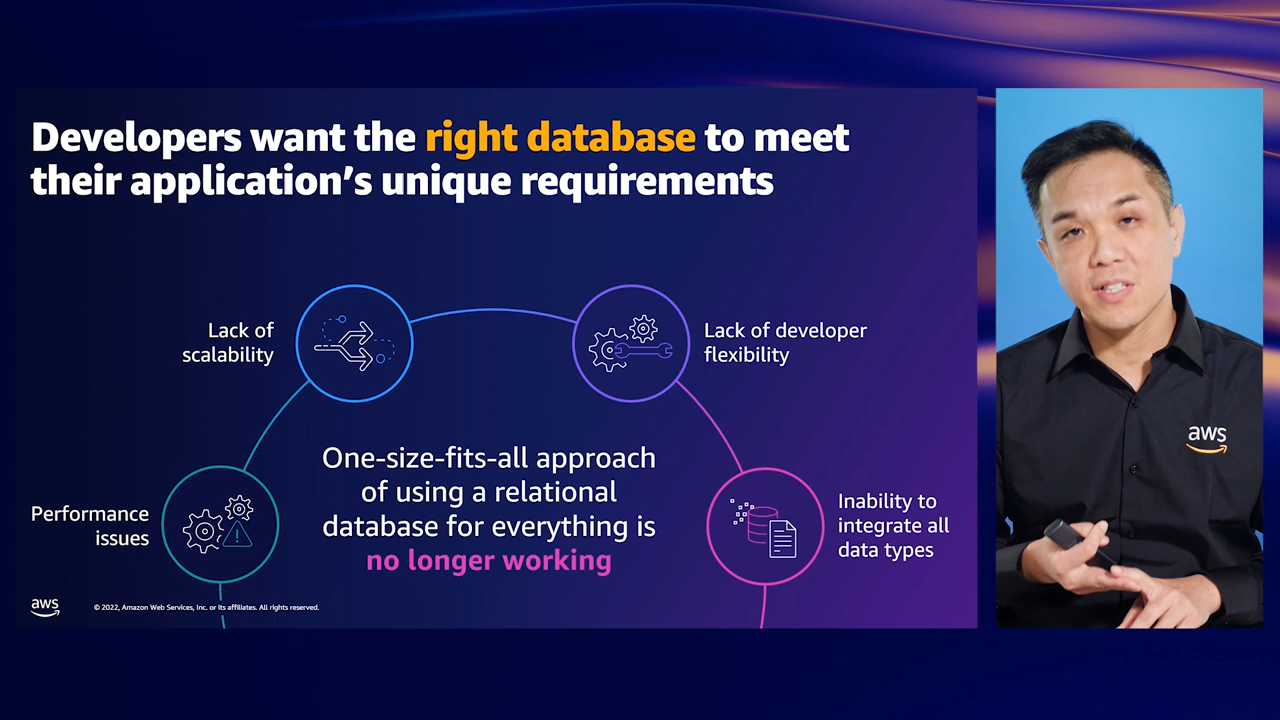 Developers want the right database to meet
their application's unique requirements
Lack of
scalability
Lack of developer
flexibility
One-size-fits-all approach
of using a relational
database for everything is
no longer working
Performance
issues
Inability to
integrate all
data types
aws
© 2022, Amazon Web Services, Inc. or its affiliates. All rights reserved.
aws